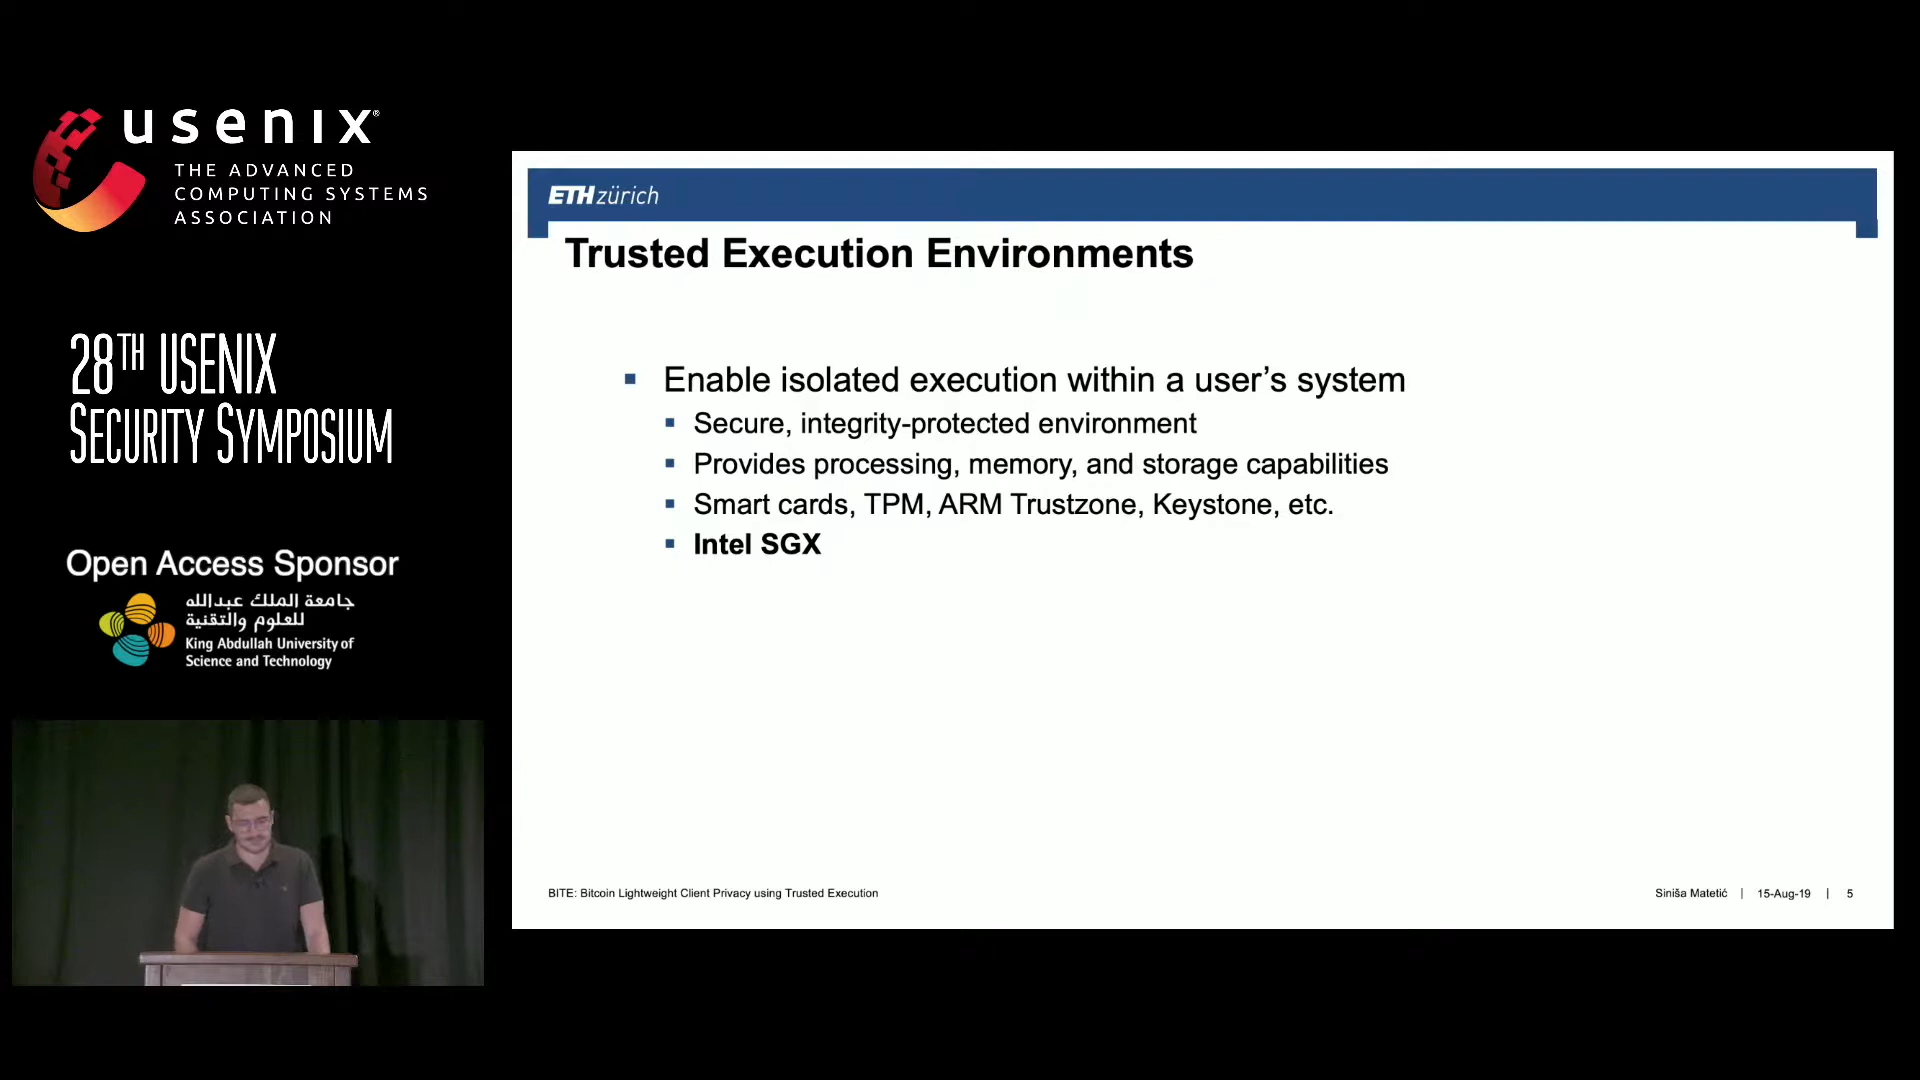 usenix®
THE ADVANCED
COMPUTING SYSTEMS
ASSOCIATION
28TH USENIX
SECURITY SYMPOSIUM
Open Access Sponsor
جامعة الملك عبدالله
للعلوم والتقنية
King Abdullah University of
Science and Technology
ETH zürich
Trusted Execution Environments
▪ Enable isolated execution within a user’s system
▪ Secure, integrity-protected environment
▪ Provides processing, memory, and storage capabilities
▪ Smart cards, TPM, ARM Trustzone, Keystone, etc.
▪ Intel SGX
BITE: Bitcoin Lightweight Client Privacy using Trusted Execution
Siniša Matetić | 15-Aug-19 | 5